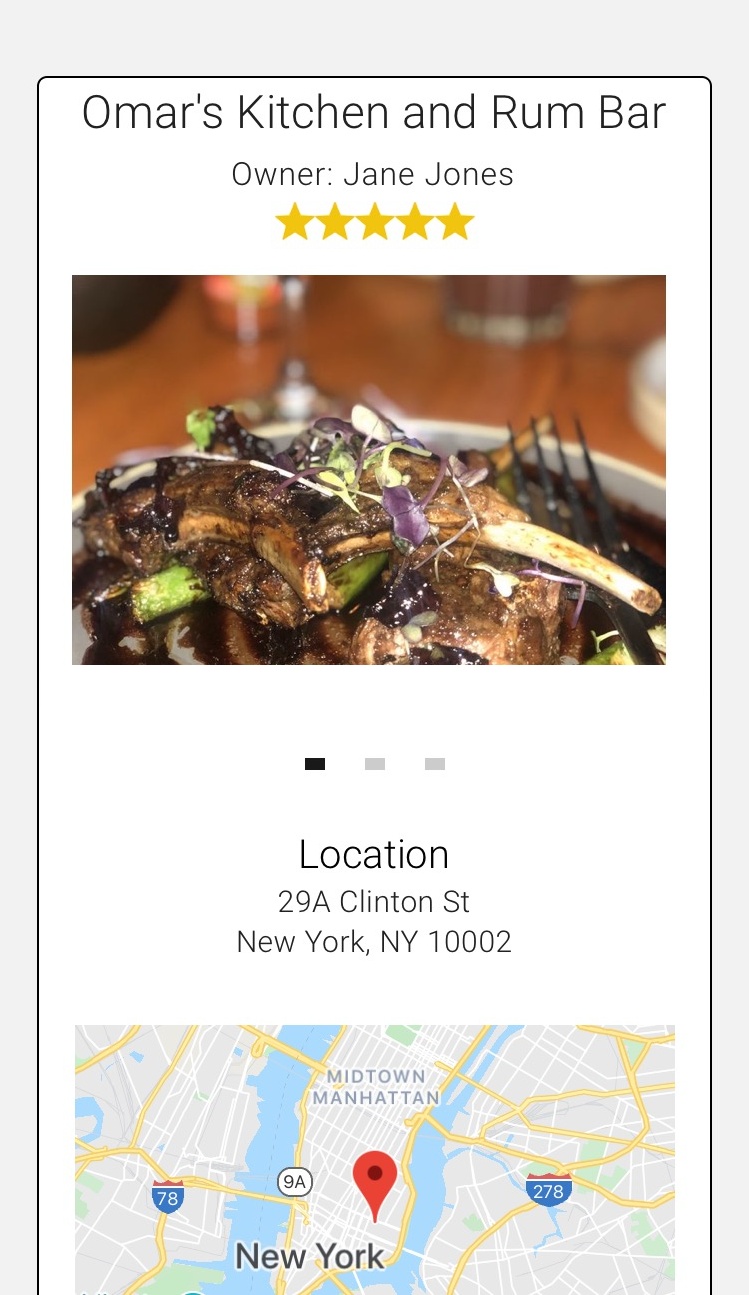 Omar's Kitchen and Rum Bar
Owner: Jane Jones
Location
29A Clinton St
New York, NY 10002
MIDTOWN
MANHATTAN
9A
78
278
New York